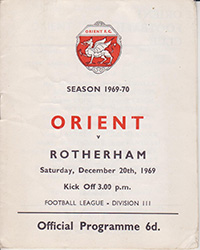 ORIENT F.C.
SEASON 1969-70
ORIENT
v
ROTHERHAM
Saturday, December 20th, 1969
Kick Off 3.00 p.m.
FOOTBALL LEAGUE - DIVISION III
Official Programme 6d.